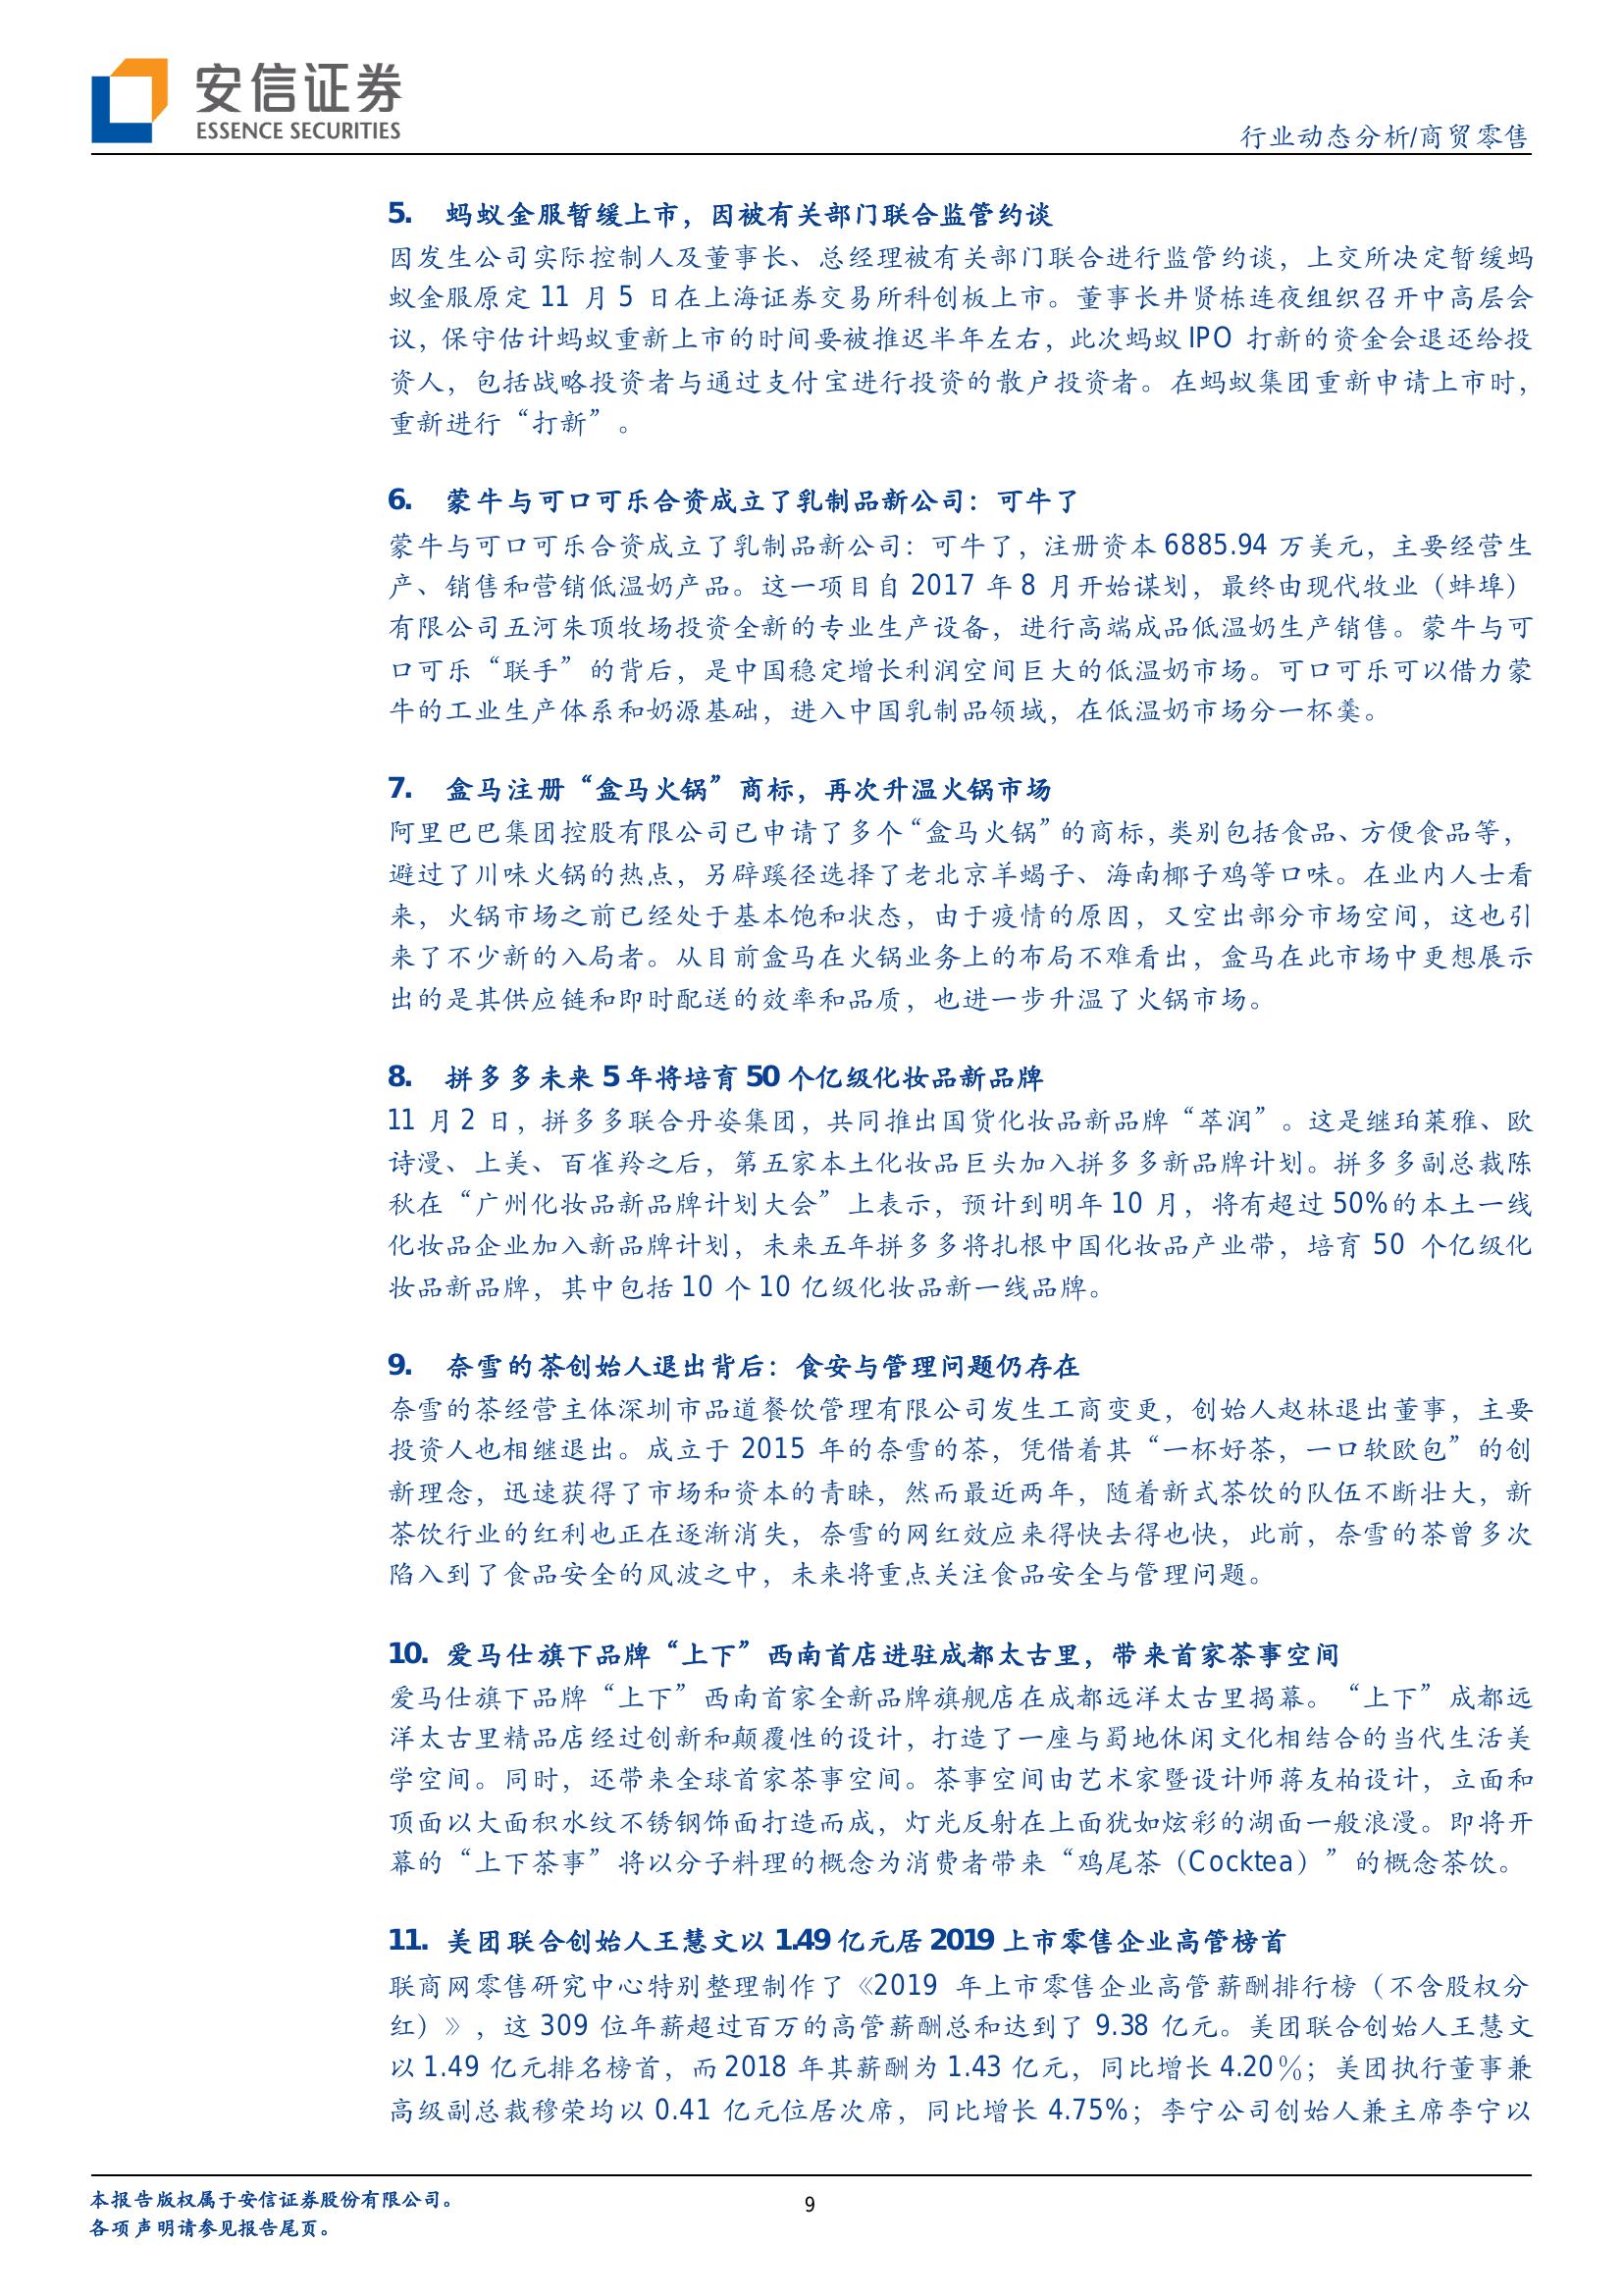 安信证券
ESSENCE SECURITIES
行业动态分析/商贸零售
5. 蚂蚁金服暂缓上市，因被有关部门联合监管约谈
因发生公司实际控制人及董事长、总经理被有关部门联合进行监管约谈，上交所决定暂缓蚂
蚁金服原定 11 月 5 日在上海证券交易所科创板上市。董事长井贤栋连夜组织召开中高层会
议，保守估计蚂蚁重新上市的时间要被推迟半年左右，此次蚂蚁 IPO 打新的资金会退还给投
资人，包括战略投资者与通过支付宝进行投资的散户投资者。在蚂蚁集团重新申请上市时，
重新进行“打新”。
6. 蒙牛与可口可乐合资成立了乳制品新公司：可牛了
蒙牛与可口可乐合资成立了乳制品新公司：可牛了，注册资本 6885.94 万美元，主要经营生
产、销售和营销低温奶产品。这一项目自 2017 年 8 月开始谋划，最终由现代牧业（蚌埠）
有限公司五河朱顶牧场投资全新的专业生产设备，进行高端成品低温奶生产销售。蒙牛与可
口可乐“联手”的背后，是中国稳定增长利润空间巨大的低温奶市场。可口可乐可以借力蒙
牛的工业生产体系和奶源基础，进入中国乳制品领域，在低温奶市场分一杯羹。
7. 盒马注册“盒马火锅”商标，再次升温火锅市场
阿里巴巴集团控股有限公司已申请了多个“盒马火锅”的商标，类别包括食品、方便食品等，
避过了川味火锅的热点，另辟蹊径选择了老北京羊蝎子、海南椰子鸡等口味。在业内人士看
来，火锅市场之前已经处于基本饱和状态，由于疫情的原因，又空出部分市场空间，这也引
来了不少新的入局者。从目前盒马在火锅业务上的布局不难看出，盒马在此市场中更想展示
出的是其供应链和即时配送的效率和品质，也进一步升温了火锅市场。
8. 拼多多未来 5 年将培育 50 个亿级化妆品新品牌
11 月 2 日，拼多多联合丹姿集团，共同推出国货化妆品新品牌“萃润”。这是继珀莱雅、欧
诗漫、上美、百雀羚之后，第五家本土化妆品巨头加入拼多多新品牌计划。拼多多副总裁陈
秋在“广州化妆品新品牌计划大会”上表示，预计到明年 10 月，将有超过 50%的本土一线
化妆品企业加入新品牌计划，未来五年拼多多将扎根中国化妆品产业带，培育 50 个亿级化
妆品新品牌，其中包括 10 个 10 亿级化妆品新一线品牌。
9. 奈雪的茶创始人退出背后：食安与管理问题仍存在
奈雪的茶经营主体深圳市品道餐饮管理有限公司发生工商变更，创始人赵林退出董事，主要
投资人也相继退出。成立于 2015 年的奈雪的茶，凭借着其“一杯好茶，一口软欧包”的创
新理念，迅速获得了市场和资本的青睐，然而最近两年，随着新式茶饮的队伍不断壮大，新
茶饮行业的红利也正在逐渐消失，奈雪的网红效应来得快去得也快，此前，奈雪的茶曾多次
陷入到了食品安全的风波之中，未来将重点关注食品安全与管理问题。
10. 爱马仕旗下品牌“上下”西南首店进驻成都太古里，带来首家茶事空间
爱马仕旗下品牌“上下”西南首家全新品牌旗舰店在成都远洋太古里揭幕。“上下”成都远
洋太古里精品店经过创新和颠覆性的设计，打造了一座与蜀地休闲文化相结合的当代生活美
学空间。同时，还带来全球首家茶事空间。茶事空间由艺术家暨设计师蒋友柏设计，立面和
顶面以大面积水纹不锈钢饰面打造而成，灯光反射在上面犹如炫彩的湖面一般浪漫。即将开
幕的“上下茶事”将以分子料理的概念为消费者带来“鸡尾茶（Cocktea）”的概念茶饮。
11. 美团联合创始人王慧文以 1.49 亿元居 2019 上市零售企业高管榜首
联商网零售研究中心特别整理制作了《2019 年上市零售企业高管薪酬排行榜（不含股权分
红）》，这 309 位年薪超过百万的高管薪酬总和达到了 9.38 亿元。美团联合创始人王慧文
以 1.49 亿元排名榜首，而 2018 年其薪酬为 1.43 亿元，同比增长 4.20％；美团执行董事兼
高级副总裁穆荣均以 0.41 亿元位居次席，同比增长 4.75%；李宁公司创始人兼主席李宁以
本报告版权属于安信证券股份有限公司。
各项声明请参见报告尾页。
9